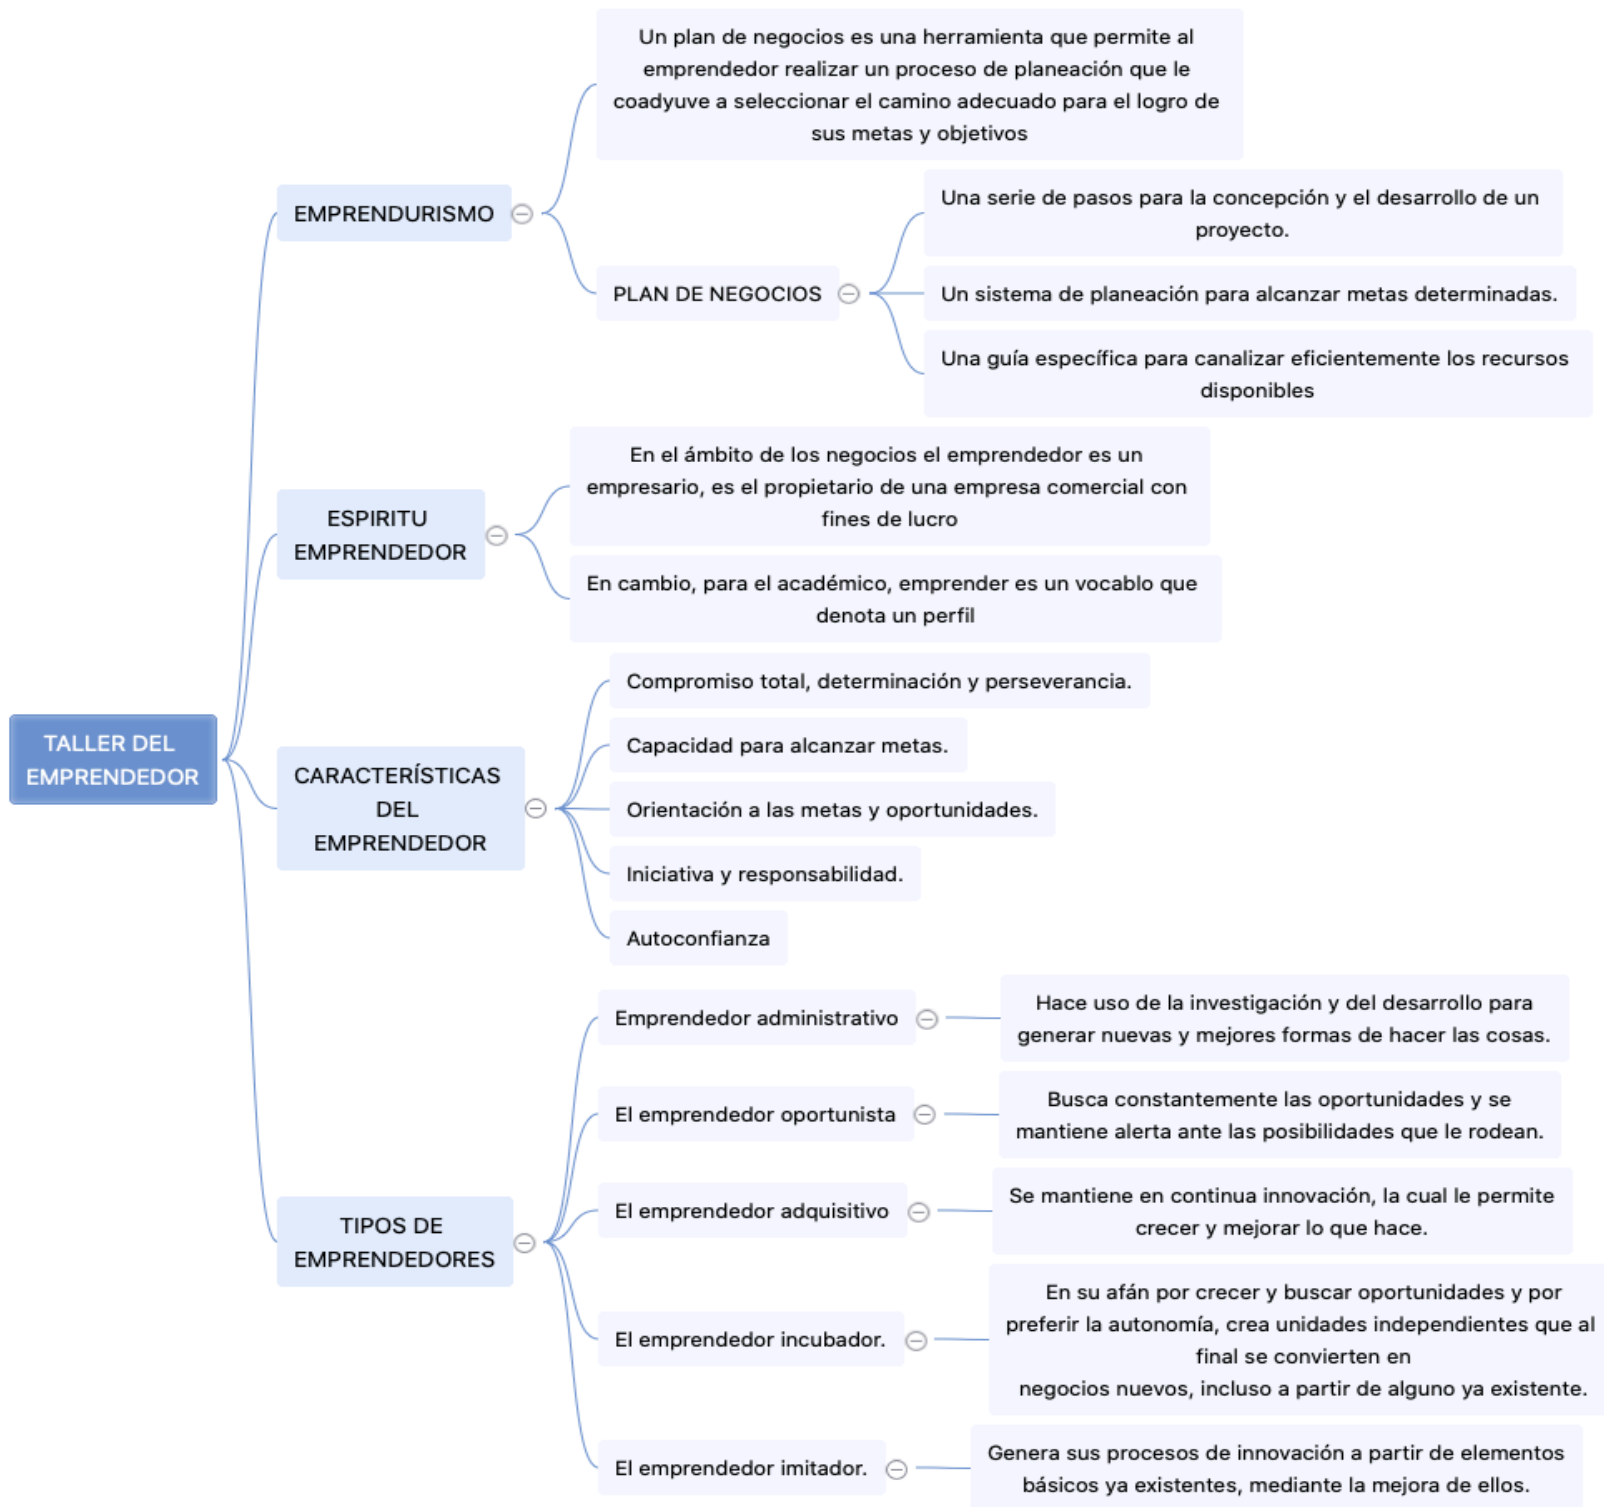 Un plan de negocios es una herramienta que permite al
emprendedor realizar un proceso de planeación que le
coadyuve a seleccionar el camino adecuado para el logro de
sus metas y objetivos
EMPRENDURISMO
Una serie de pasos para la concepción y el desarrollo de un
proyecto.
PLAN DE NEGOCIOS
Un sistema de planeación para alcanzar metas determinadas.
Una guía específica para canalizar eficientemente los recursos
disponibles
En el ámbito de los negocios el emprendedor es un
empresario, es el propietario de una empresa comercial con
fines de lucro
ESPIRITU
EMPRENDEDOR
En cambio, para el académico, emprender es un vocablo que
denota un perfil
TALLER DEL
EMPRENDEDOR
CARACTERÍSTICAS
DEL
EMPRENDEDOR
Compromiso total, determinación y perseverancia.
Capacidad para alcanzar metas.
Orientación a las metas y oportunidades.
Iniciativa y responsabilidad.
Autoconfianza
TIPOS DE
EMPRENDEDORES
Emprendedor administrativo
Hace uso de la investigación y del desarrollo para
generar nuevas y mejores formas de hacer las cosas.
El emprendedor oportunista
Busca constantemente las oportunidades y se
mantiene alerta ante las posibilidades que le rodean.
El emprendedor adquisitivo
Se mantiene en continua innovación, la cual le permite
crecer y mejorar lo que hace.
El emprendedor incubador.
En su afán por crecer y buscar oportunidades y por
preferir la autonomía, crea unidades independientes que al
final se convierten en
negocios nuevos, incluso a partir de alguno ya existente.
El emprendedor imitador.
Genera sus procesos de innovación a partir de elementos
básicos ya existentes, mediante la mejora de ellos.